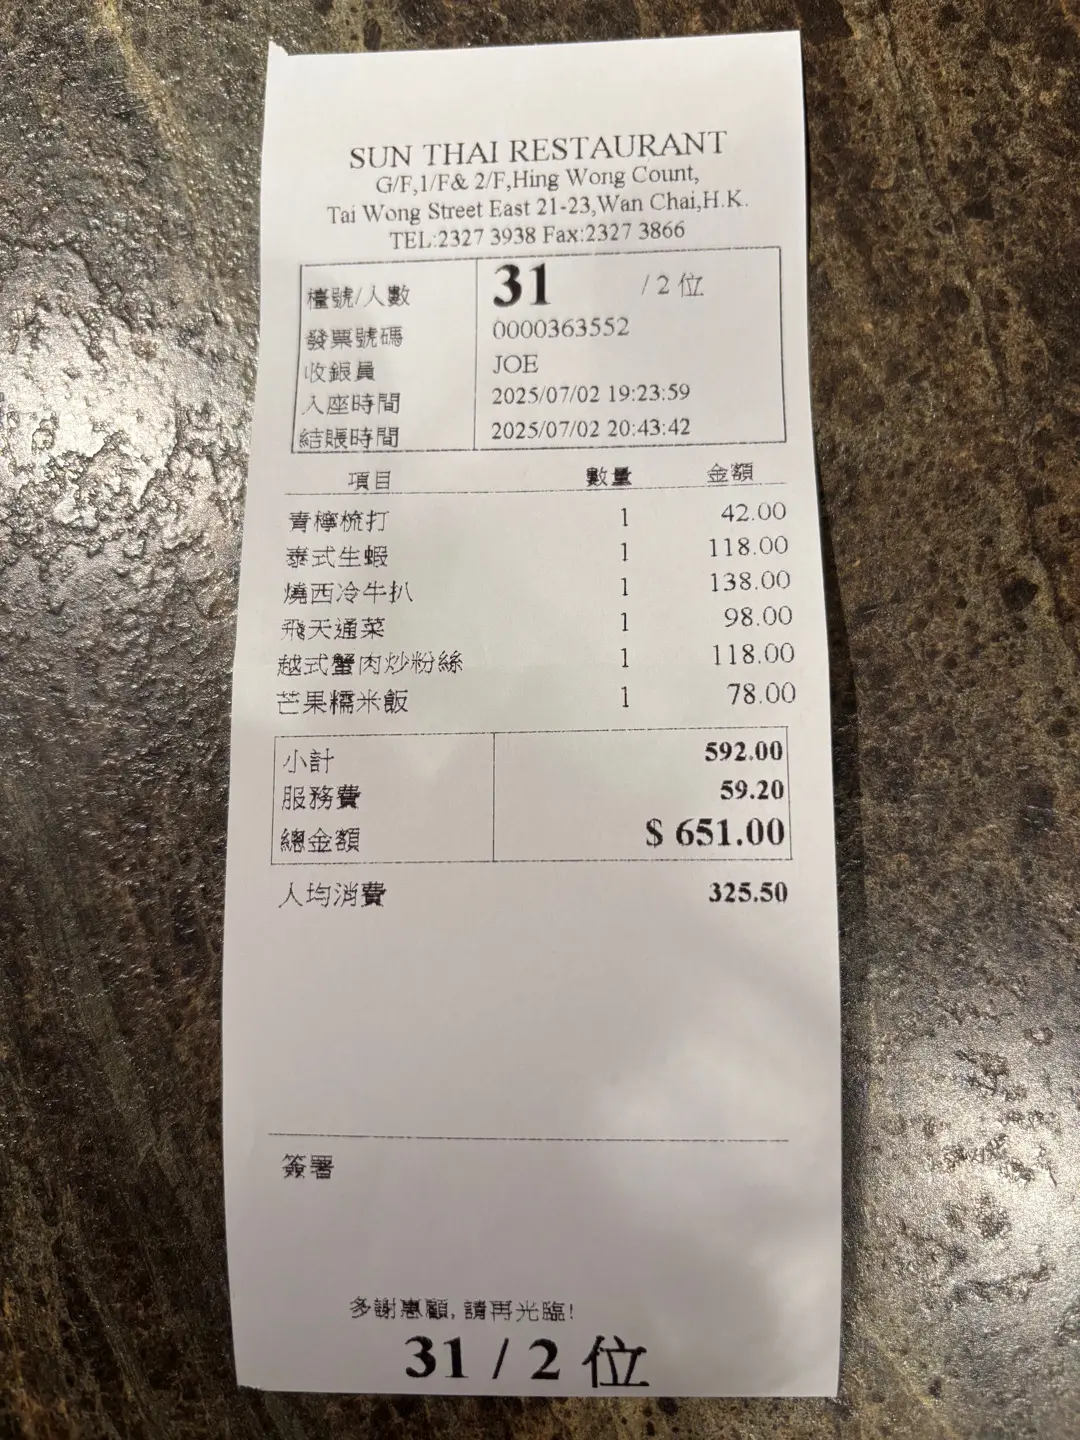 SUN THAI RESTAURANT
G/F,1/F& 2/F,Hing Wong Count,
Tai Wong Street East 21-23,Wan Chai,H.K.
TEL:2327 3938 Fax:2327 3866
檯號/人數 31 / 2 位
發票號碼 0000363552
收銀員 JOE
入座時間 2025/07/02 19:23:59
結賬時間 2025/07/02 20:43:42
項目 數量 金額
青檸梳打 1 42.00
泰式生蝦 1 118.00
燒西冷牛扒 1 138.00
飛天通菜 1 98.00
越式蟹肉炒粉絲 1 118.00
芒果糯米飯 1 78.00
小計 592.00
服務費 59.20
總金額 $ 651.00
人均消費 325.50
簽署
多謝惠顧, 請再光臨!
31 / 2 位